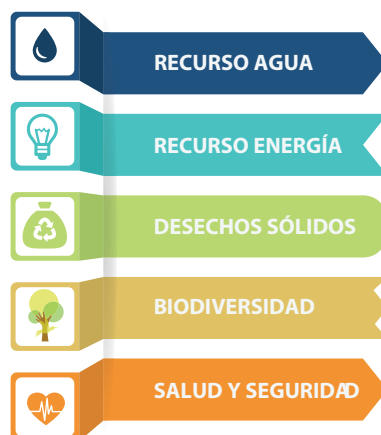 RECURSO AGUA
RECURSO ENERGÍA
DESECHOS SÓLIDOS
BIODIVERSIDAD
SALUD Y SEGURIDAD